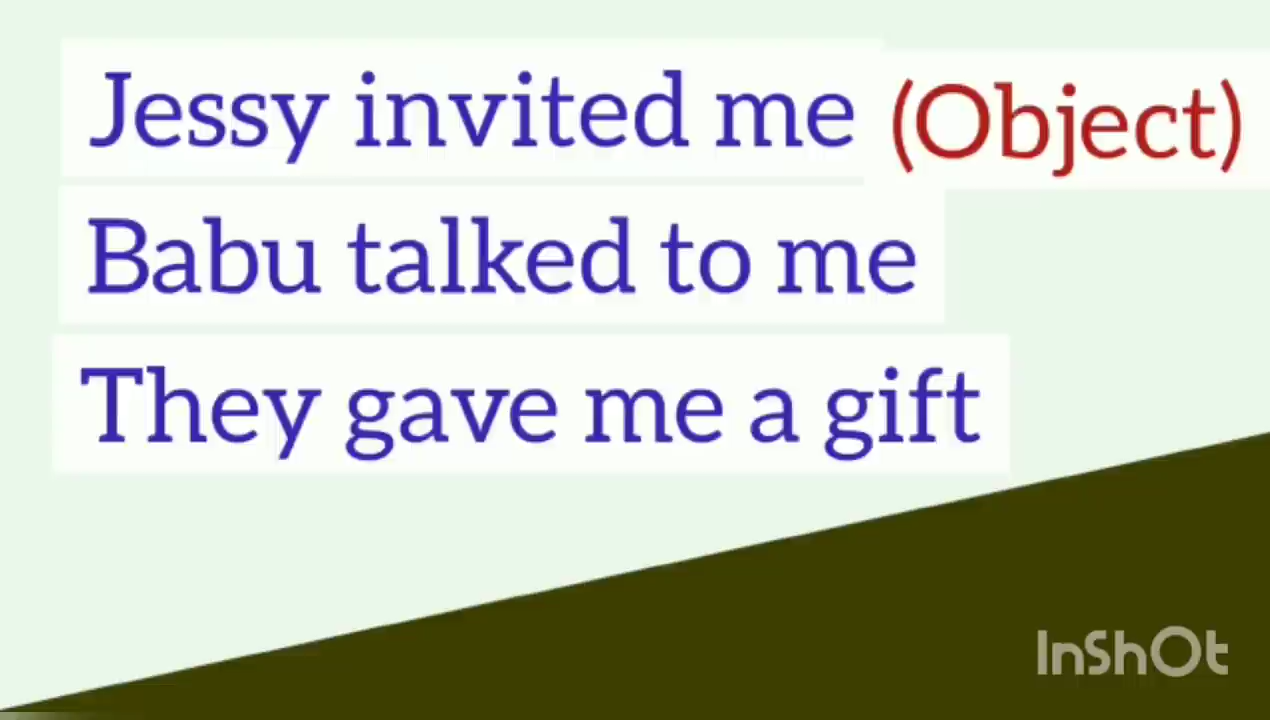 Jessy invited me (Object)
Babu talked to me
They gave me a gift
InShOt